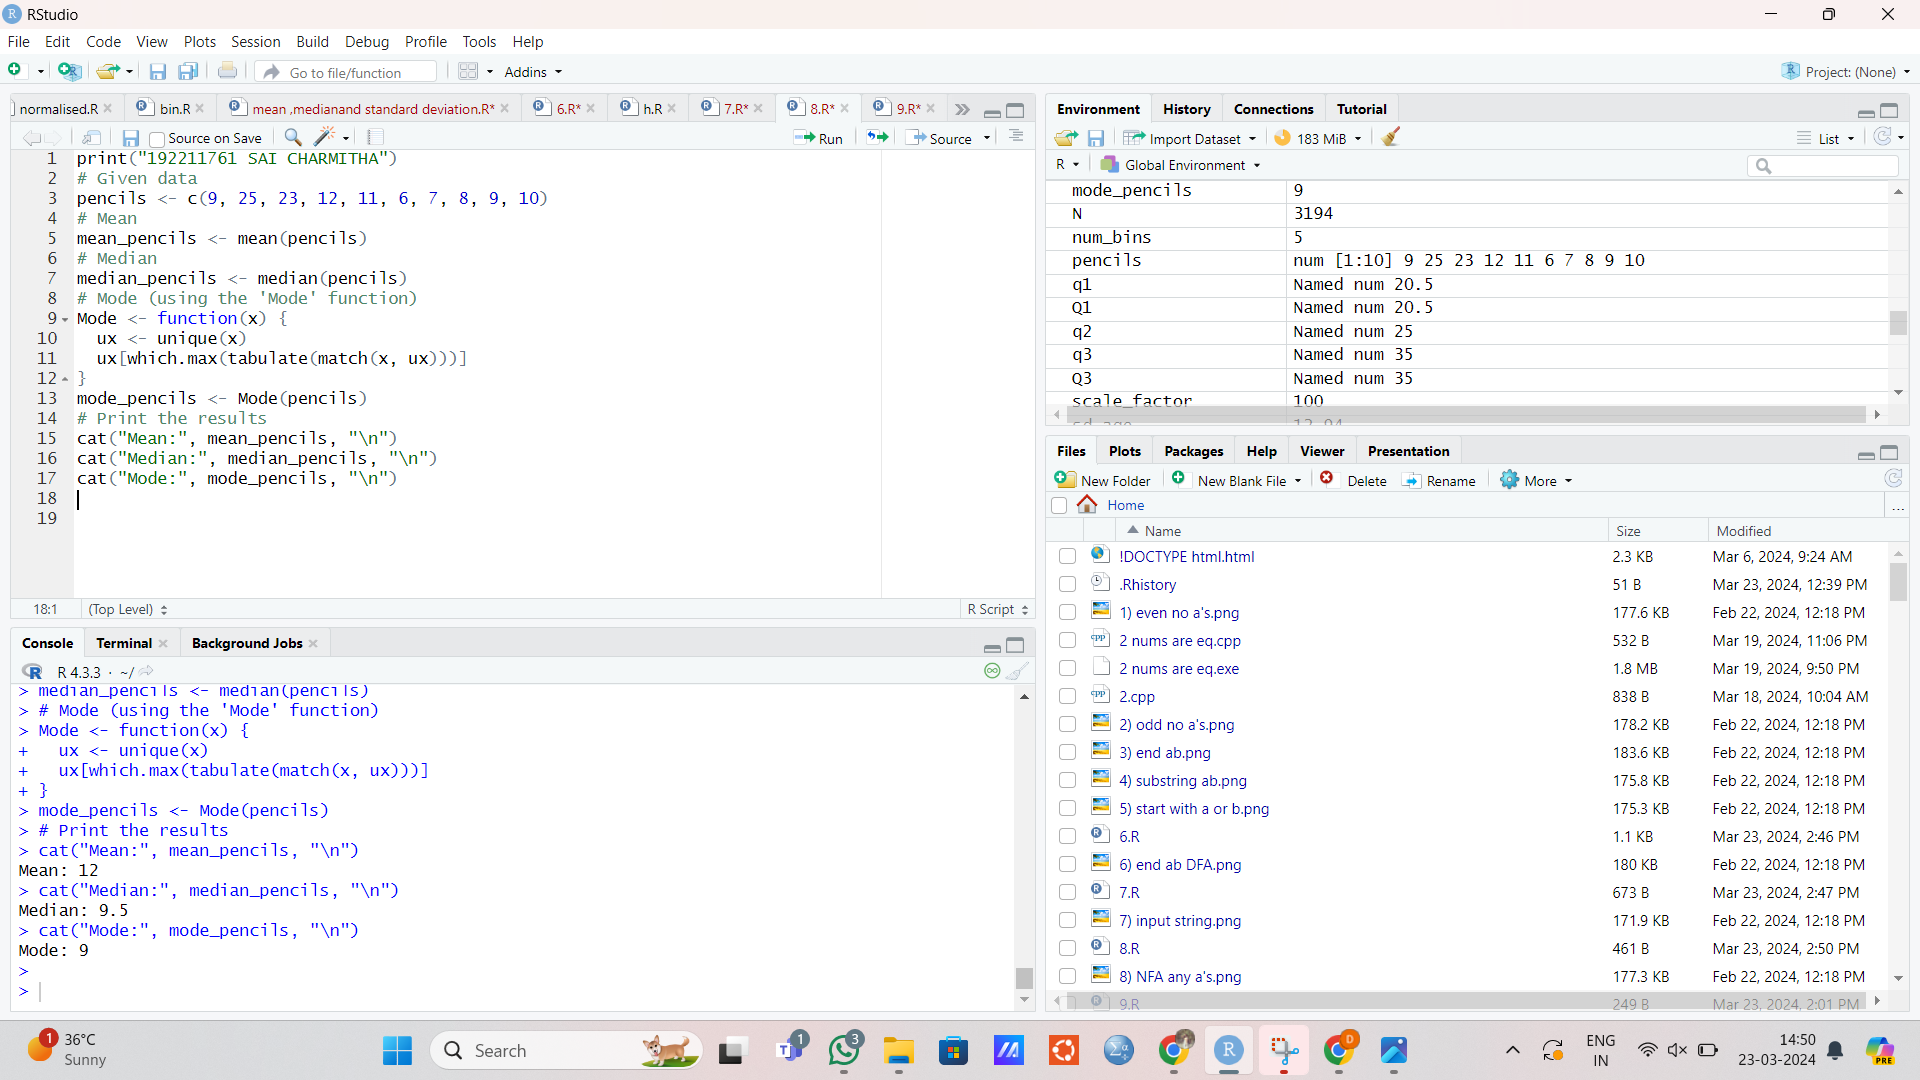 RStudio
File Edit Code View Plots Session Build Debug Profile Tools Help
Go to file/function Addins Project: (None)
normalised.R bin.R mean ,medianand standard deviation.R* 6.R* h.R 7.R* 8.R* 9.R*
Source on Save Run Source
1 print("192211761 SAI CHARMITHA")
2 # Given data
3 pencils <- c(9, 25, 23, 12, 11, 6, 7, 8, 9, 10)
4 # Mean
5 mean_pencils <- mean(pencils)
6 # Median
7 median_pencils <- median(pencils)
8 # Mode (using the 'Mode' function)
9 Mode <- function(x) {
10 ux <- unique(x)
11 ux[which.max(tabulate(match(x, ux)))]
12 }
13 mode_pencils <- Mode(pencils)
14 # Print the results
15 cat("Mean:", mean_pencils, "\n")
16 cat("Median:", median_pencils, "\n")
17 cat("Mode:", mode_pencils, "\n")
18
19
18:1 (Top Level) R Script
Console Terminal Background Jobs
R 4.3.3 · ~/
> median_pencils <- median(pencils)
> # Mode (using the 'Mode' function)
> Mode <- function(x) {
+ ux <- unique(x)
+ ux[which.max(tabulate(match(x, ux)))]
+ }
> mode_pencils <- Mode(pencils)
> # Print the results
> cat("Mean:", mean_pencils, "\n")
Mean: 12
> cat("Median:", median_pencils, "\n")
Median: 9.5
> cat("Mode:", mode_pencils, "\n")
Mode: 9
>
>
Environment History Connections Tutorial
Import Dataset 183 MiB List
R Global Environment
mode_pencils 9
N 3194
num_bins 5
pencils num [1:10] 9 25 23 12 11 6 7 8 9 10
q1 Named num 20.5
Q1 Named num 20.5
q2 Named num 25
q3 Named num 35
Q3 Named num 35
scale_factor 100
sd_age 12.94
Files Plots Packages Help Viewer Presentation
New Folder New Blank File Delete Rename More
Home ...
Name Size Modified
!DOCTYPE html.html 2.3 KB Mar 6, 2024, 9:24 AM
.Rhistory 51 B Mar 23, 2024, 12:39 PM
1) even no a's.png 177.6 KB Feb 22, 2024, 12:18 PM
2 nums are eq.cpp 532 B Mar 19, 2024, 11:06 PM
2 nums are eq.exe 1.8 MB Mar 19, 2024, 9:50 PM
2.cpp 838 B Mar 18, 2024, 10:04 AM
2) odd no a's.png 178.2 KB Feb 22, 2024, 12:18 PM
3) end ab.png 183.6 KB Feb 22, 2024, 12:18 PM
4) substring ab.png 175.8 KB Feb 22, 2024, 12:18 PM
5) start with a or b.png 175.3 KB Feb 22, 2024, 12:18 PM
6.R 1.1 KB Mar 23, 2024, 2:46 PM
6) end ab DFA.png 180 KB Feb 22, 2024, 12:18 PM
7.R 673 B Mar 23, 2024, 2:47 PM
7) input string.png 171.9 KB Feb 22, 2024, 12:18 PM
8.R 461 B Mar 23, 2024, 2:50 PM
8) NFA any a's.png 177.3 KB Feb 22, 2024, 12:18 PM
9.R 249 B Mar 23, 2024, 2:01 PM
1 36°C
Sunny
Search 1 3 D
ENG
IN
14:50
23-03-2024
PRE